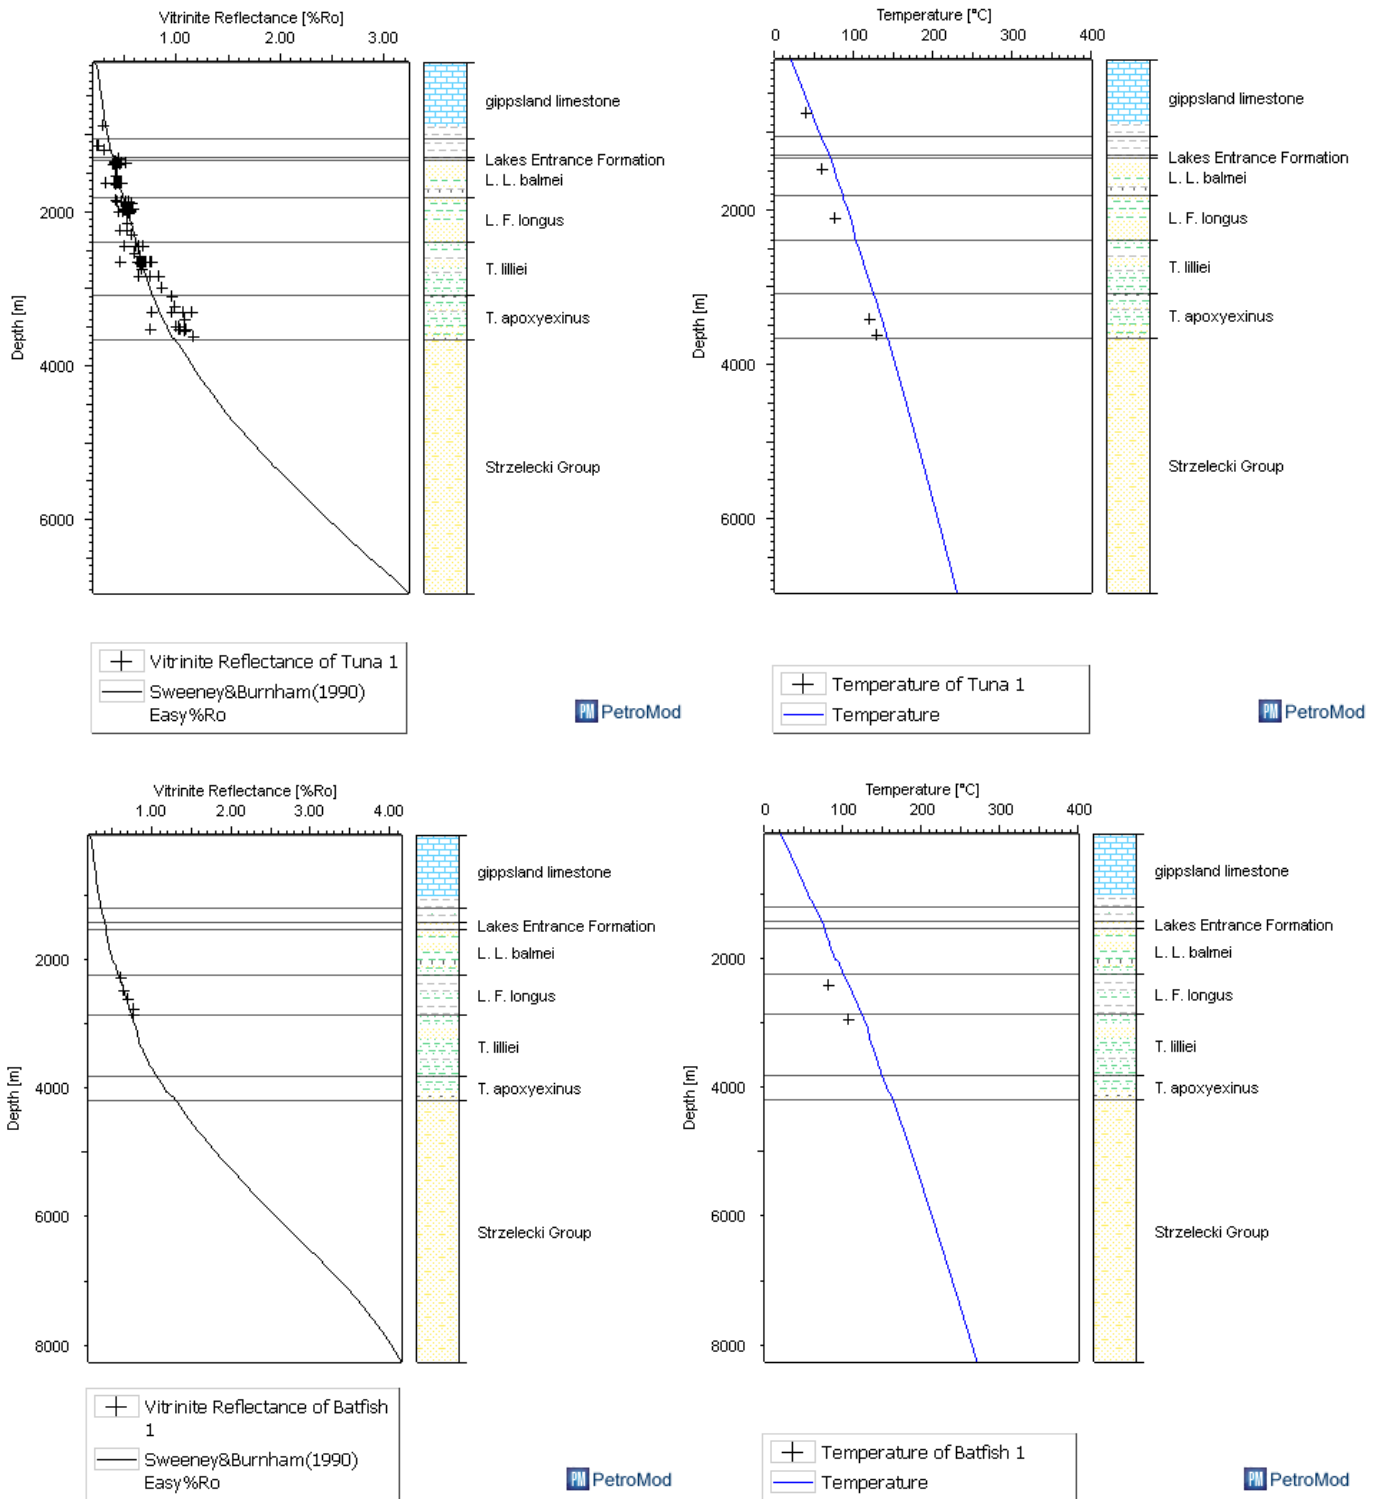 Vitrinite Reflectance [%Ro]
1.00 2.00 3.00
Depth [m]
2000
4000
6000
gippsland limestone
Lakes Entrance Formation
L. L. balmei
L. F. longus
T. lilliei
T. apoxyexinus
Strzelecki Group
Vitrinite Reflectance of Tuna 1
Sweeney&Burnham(1990)
Easy%Ro
PM PetroMod
Temperature [°C]
0 100 200 300 400
Depth [m]
2000
4000
6000
gippsland limestone
Lakes Entrance Formation
L. L. balmei
L. F. longus
T. lilliei
T. apoxyexinus
Strzelecki Group
Temperature of Tuna 1
Temperature
PM PetroMod
Vitrinite Reflectance [%Ro]
1.00 2.00 3.00 4.00
Depth [m]
2000
4000
6000
8000
gippsland limestone
Lakes Entrance Formation
L. L. balmei
L. F. longus
T. lilliei
T. apoxyexinus
Strzelecki Group
Vitrinite Reflectance of Batfish
1
Sweeney&Burnham(1990)
Easy%Ro
PM PetroMod
Temperature [°C]
0 100 200 300 400
Depth [m]
2000
4000
6000
8000
gippsland limestone
Lakes Entrance Formation
L. L. balmei
L. F. longus
T. lilliei
T. apoxyexinus
Strzelecki Group
Temperature of Batfish 1
Temperature
PM PetroMod